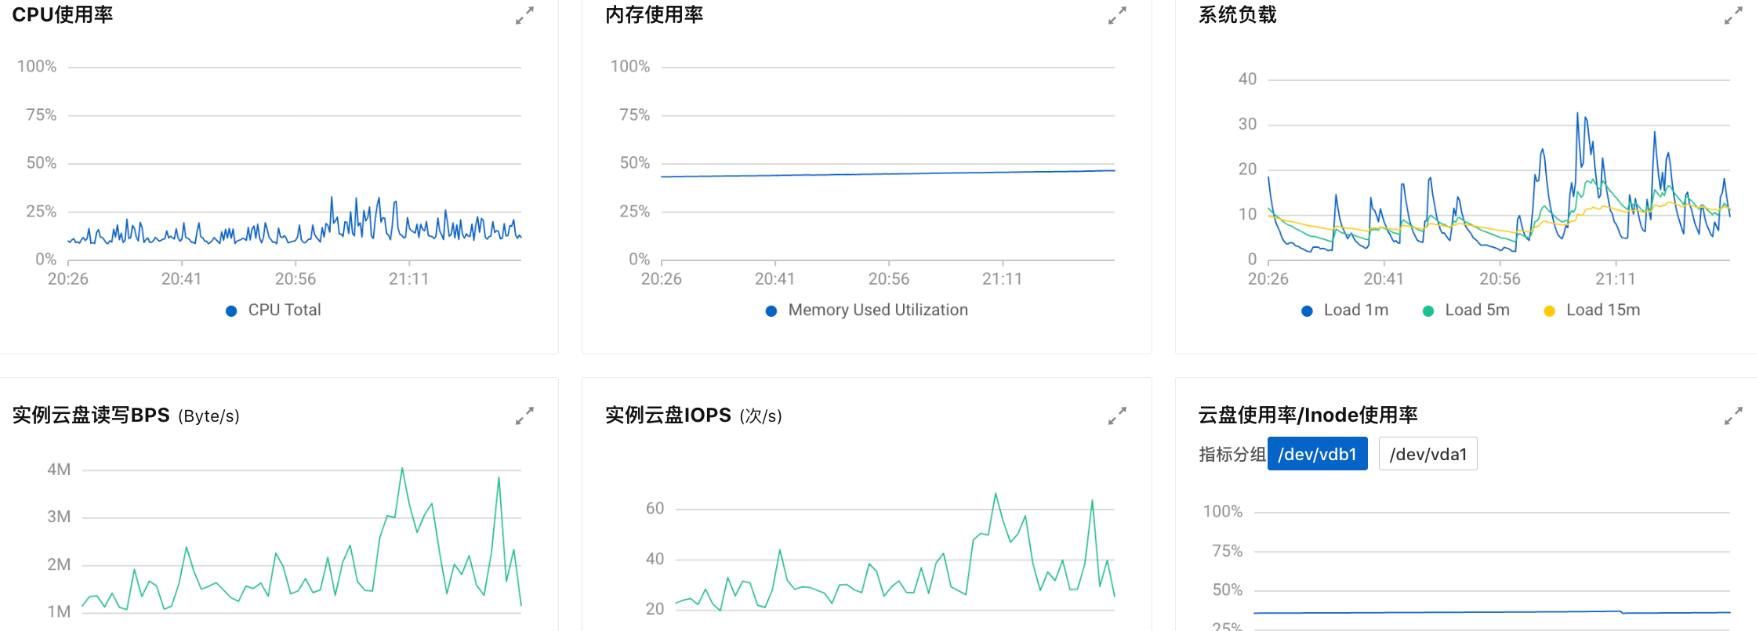 CPU使用率
100%
75%
50%
25%
0%
20:26 20:41 20:56 21:11
CPU Total
内存使用率
100%
75%
50%
25%
0%
20:26 20:41 20:56 21:11
Memory Used Utilization
系统负载
40
30
20
10
0
20:26 20:41 20:56 21:11
Load 1m Load 5m Load 15m
实例云盘读写BPS (Byte/s)
4M
3M
2M
1M
实例云盘IOPS (次/s)
60
40
20
云盘使用率/Inode使用率
指标分组 /dev/vdb1 /dev/vda1
100%
75%
50%
25%